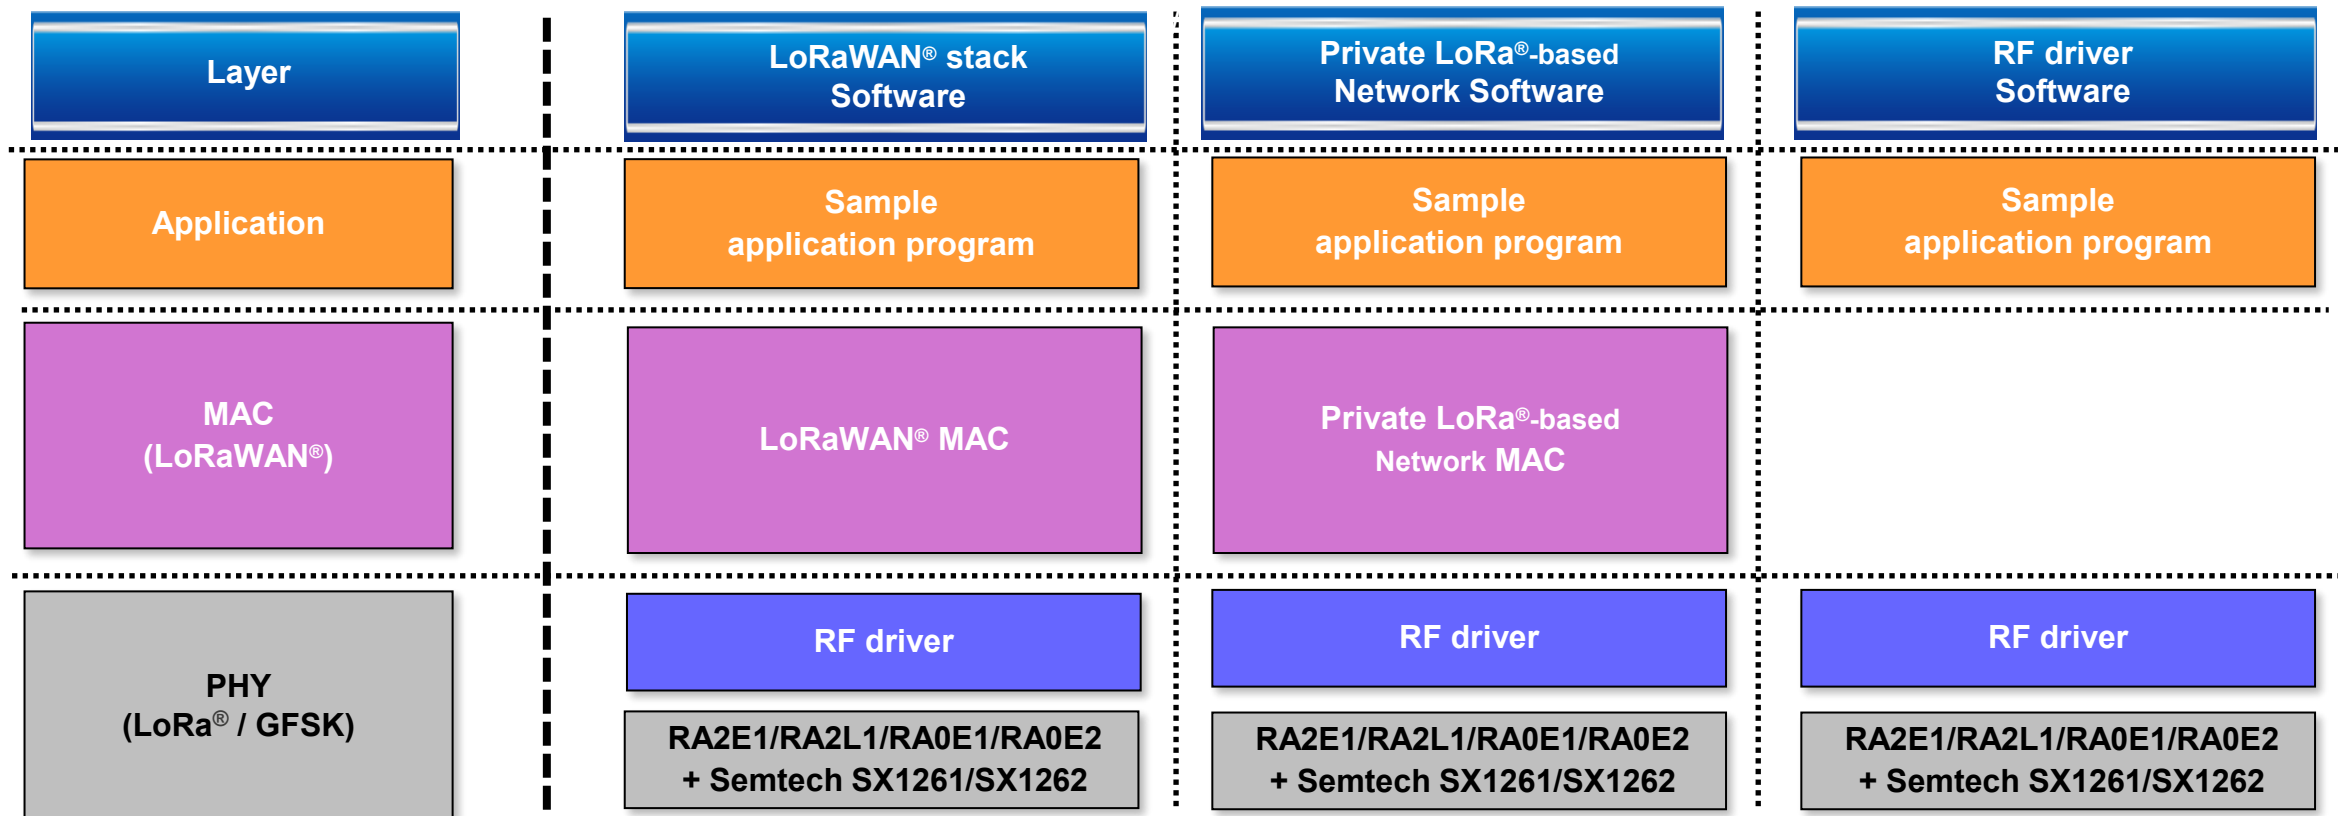 Layer
LoRaWAN® stack
Software
Private LoRa®-based
Network Software
RF driver
Software
Application
Sample
application program
Sample
application program
Sample
application program
MAC
(LoRaWAN®)
LoRaWAN® MAC
Private LoRa®-based
Network MAC
PHY
(LoRa® / GFSK)
RF driver
RF driver
RF driver
RA2E1/RA2L1/RA0E1/RA0E2
+ Semtech SX1261/SX1262
RA2E1/RA2L1/RA0E1/RA0E2
+ Semtech SX1261/SX1262
RA2E1/RA2L1/RA0E1/RA0E2
+ Semtech SX1261/SX1262